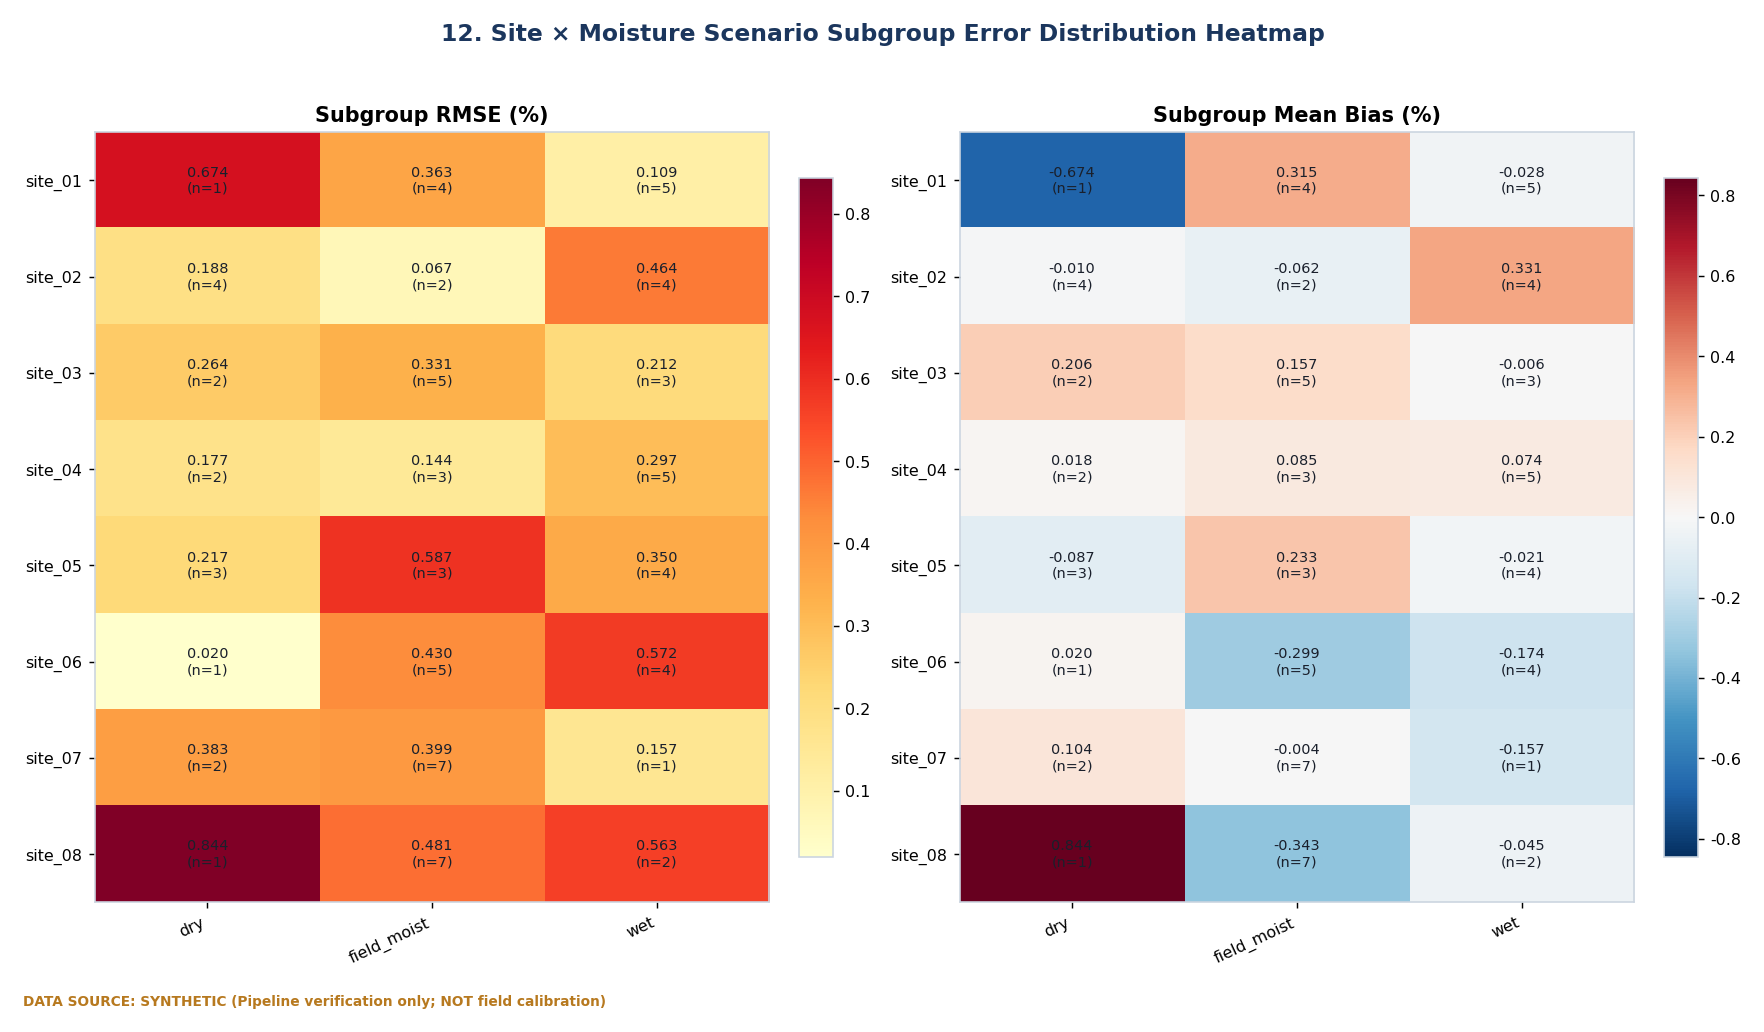 12. Site × Moisture Scenario Subgroup Error Distribution Heatmap
Subgroup RMSE (%)
site_01
0.674
(n=1)
0.363
(n=4)
0.109
(n=5)
site_02
0.188
(n=4)
0.067
(n=2)
0.464
(n=4)
site_03
0.264
(n=2)
0.331
(n=5)
0.212
(n=3)
site_04
0.177
(n=2)
0.144
(n=3)
0.297
(n=5)
site_05
0.217
(n=3)
0.587
(n=3)
0.350
(n=4)
site_06
0.020
(n=1)
0.430
(n=5)
0.572
(n=4)
site_07
0.383
(n=2)
0.399
(n=7)
0.157
(n=1)
site_08
0.844
(n=1)
0.481
(n=7)
0.563
(n=2)
dry
field_moist
wet
0.8
0.7
0.6
0.5
0.4
0.3
0.2
0.1
Subgroup Mean Bias (%)
site_01
-0.674
(n=1)
0.315
(n=4)
-0.028
(n=5)
site_02
-0.010
(n=4)
-0.062
(n=2)
0.331
(n=4)
site_03
0.206
(n=2)
0.157
(n=5)
-0.006
(n=3)
site_04
0.018
(n=2)
0.085
(n=3)
0.074
(n=5)
site_05
-0.087
(n=3)
0.233
(n=3)
-0.021
(n=4)
site_06
0.020
(n=1)
-0.299
(n=5)
-0.174
(n=4)
site_07
0.104
(n=2)
-0.004
(n=7)
-0.157
(n=1)
site_08
0.844
(n=1)
-0.343
(n=7)
-0.045
(n=2)
dry
field_moist
wet
0.8
0.6
0.4
0.2
0.0
-0.2
-0.4
-0.6
-0.8
DATA SOURCE: SYNTHETIC (Pipeline verification only; NOT field calibration)